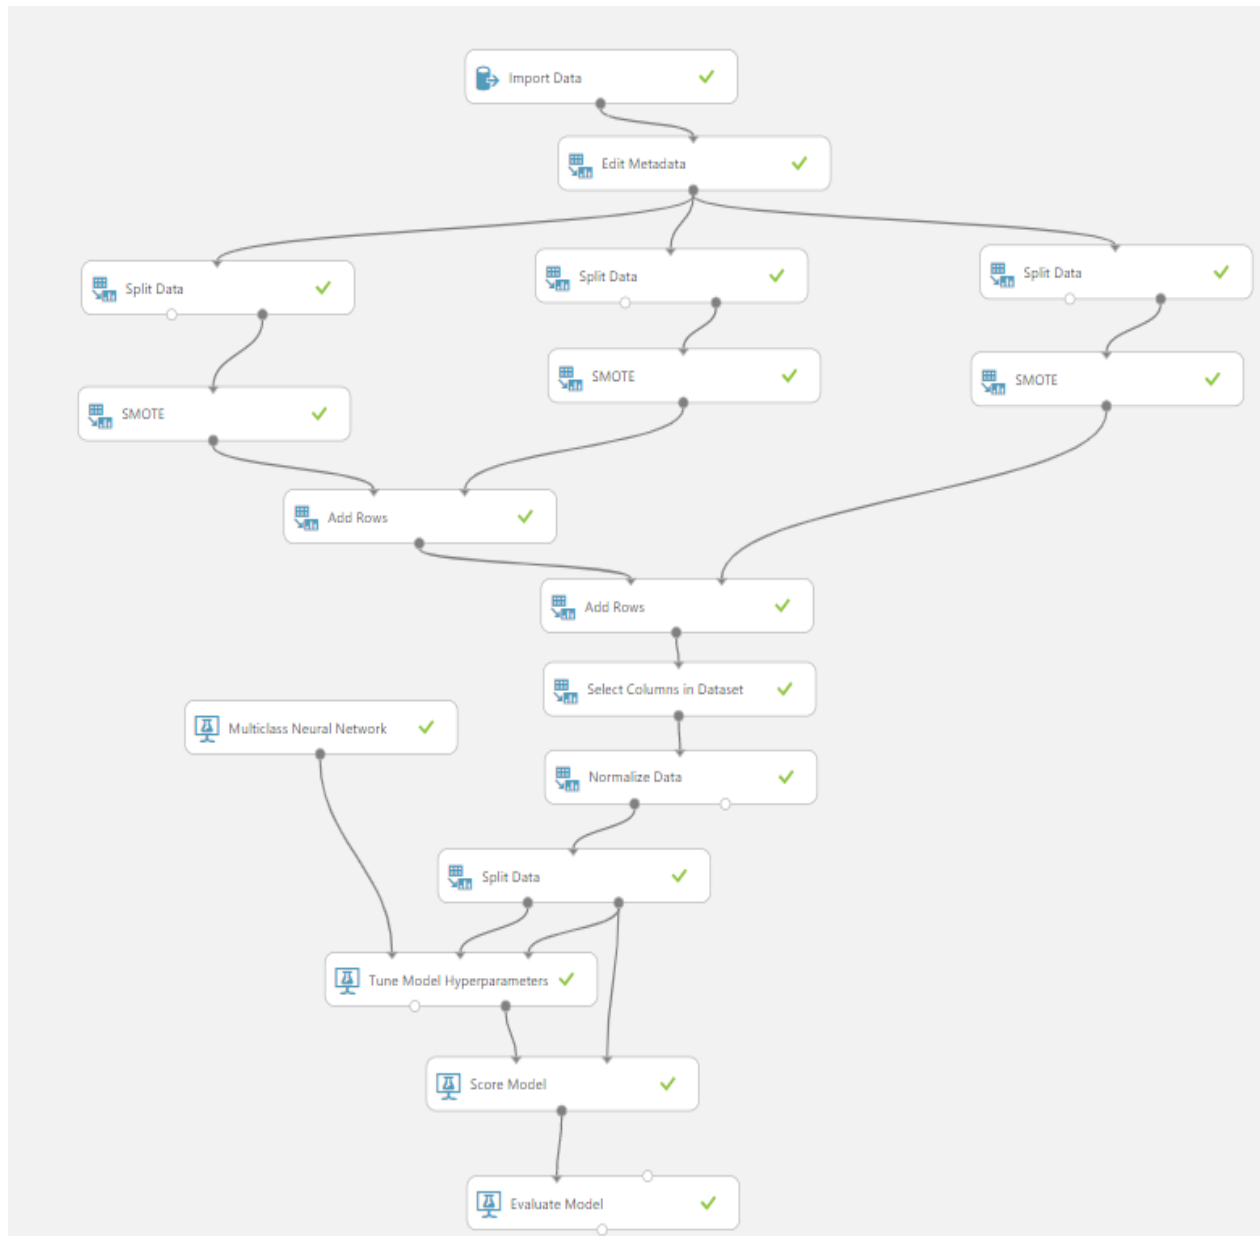 Import Data
Edit Metadata
Split Data
Split Data
Split Data
SMOTE
SMOTE
SMOTE
Add Rows
Add Rows
Select Columns in Dataset
Multiclass Neural Network
Normalize Data
Split Data
Tune Model Hyperparameters
Score Model
Evaluate Model